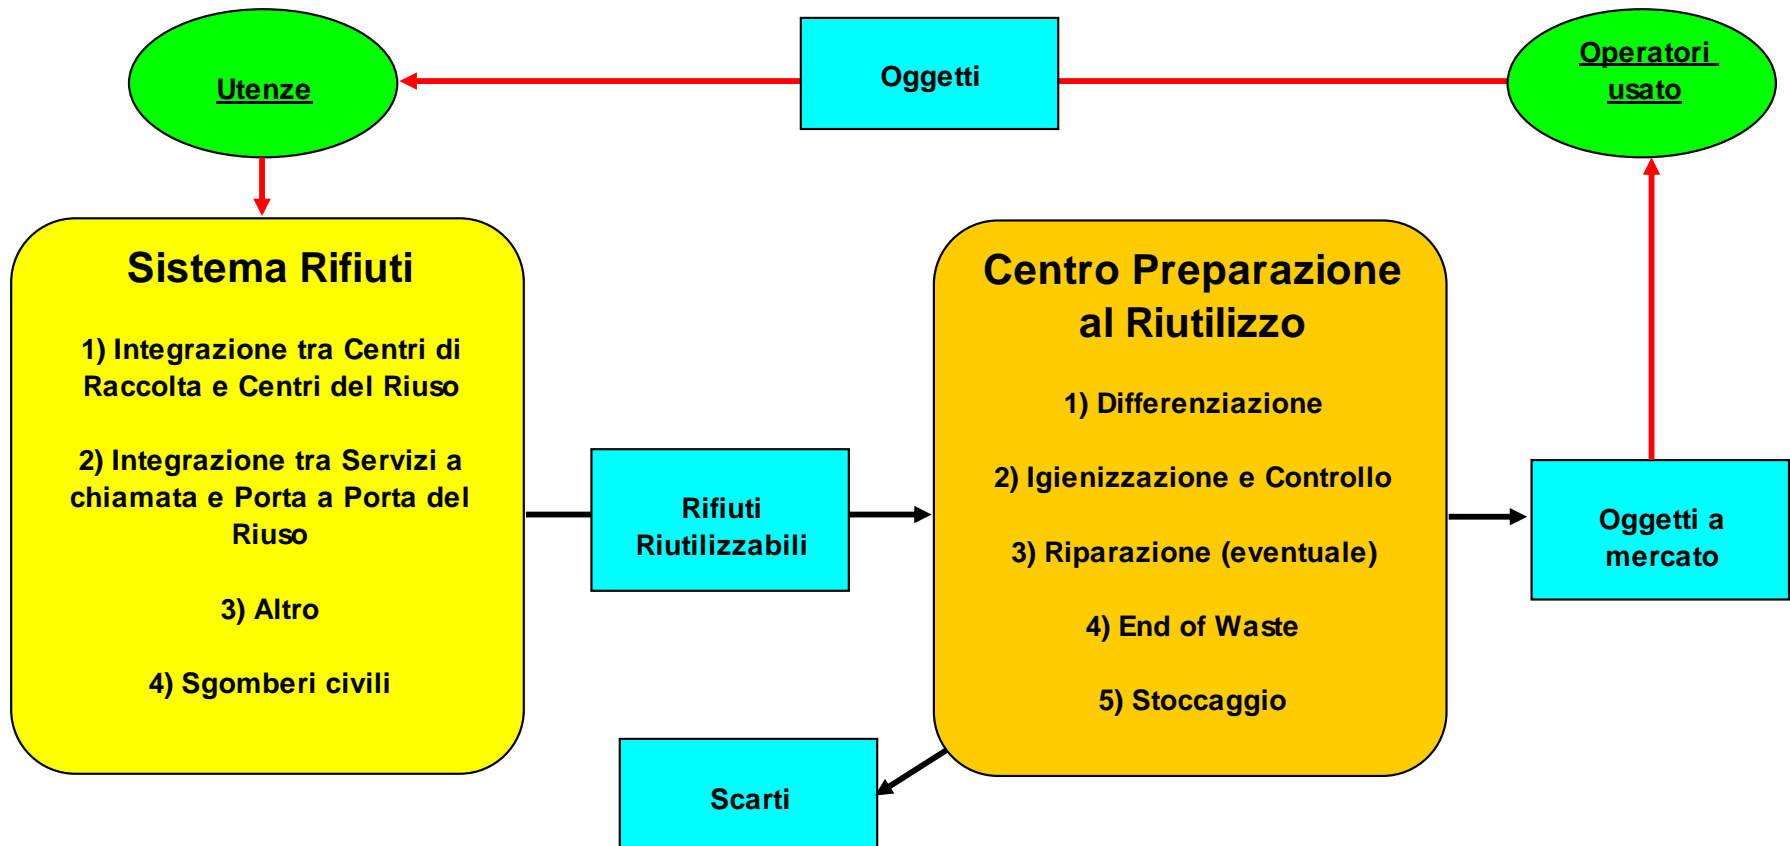 Utenze
Oggetti
Operatori
usato
Sistema Rifiuti
1) Integrazione tra Centri di
Raccolta e Centri del Riuso
2) Integrazione tra Servizi a
chiamata e Porta a Porta del
Riuso
3) Altro
4) Sgomberi civili
Rifiuti
Riutilizzabili
Centro Preparazione
al Riutilizzo
1) Differenziazione
2) Igienizzazione e Controllo
3) Riparazione (eventuale)
4) End of Waste
5) Stoccaggio
Oggetti a
mercato
Scarti